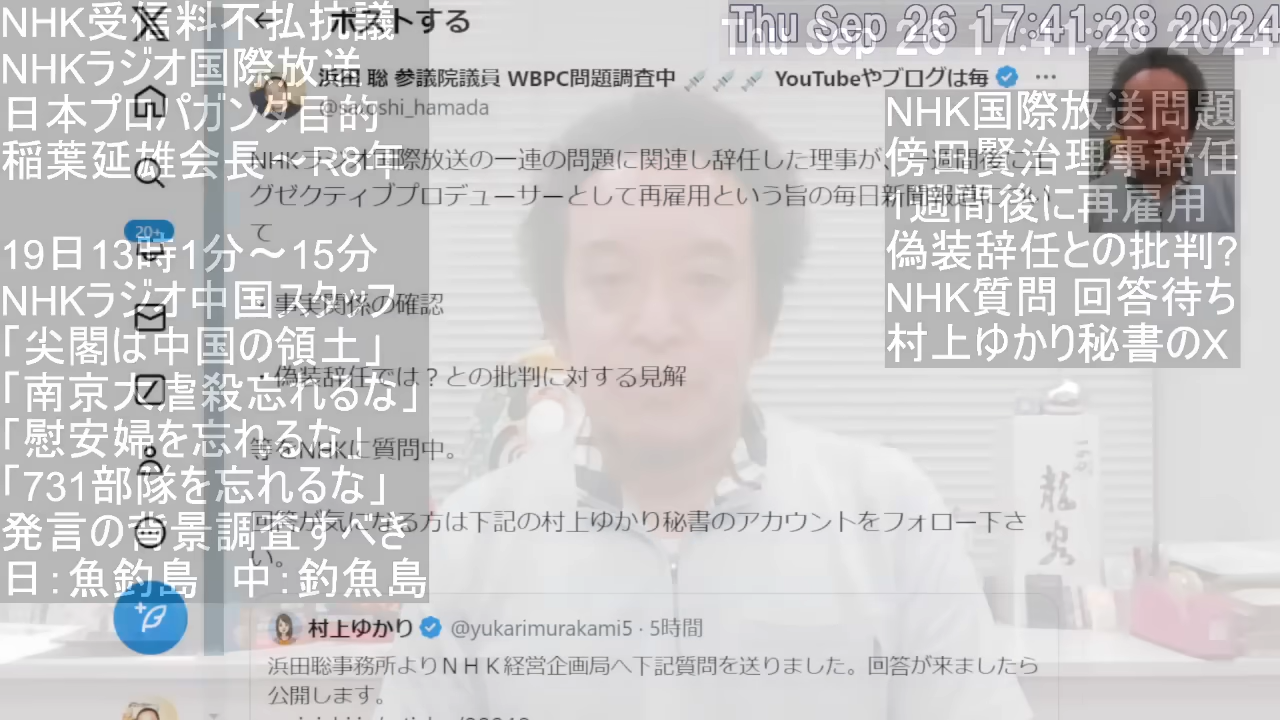 NHK受信料不払抗議
NHKラジオ国際放送
日本プロパガンダ目的
稲葉延雄会長 ～R8年
19日13時1分～15分
NHKラジオ中国スタッフ
「尖閣は中国の領土」
「南京大虐殺忘れるな」
「慰安婦を忘れるな」
「731部隊を忘れるな」
発言の背景調査すべき
日：魚釣島　中：釣魚島
20+
← ポストする
浜田 聡 参議院議員 WBPC問題調査中 YouTubeやブログは毎 ···
@satoshi_hamada
NHKラジオ国際放送の一連の問題に関連し辞任した理事が、一週間後にエ
グゼクティブプロデューサーとして再雇用という旨の毎日新聞報道につい
て
・事実関係の確認
・偽装辞任では？との批判に対する見解
等をNHKに質問中。
回答が気になる方は下記の村上ゆかり秘書のアカウントをフォロー下さ
い。
村上ゆかり @yukarimurakami5 · 5時間
浜田聡事務所よりＮＨＫ経営企画局へ下記質問を送りました。回答が来ましたら
公開します。
Thu Sep 26 17:41:28 2024
Thu Sep 26 17:41:28 2024
NHK国際放送問題
傍田賢治理事辞任
1週間後に再雇用
偽装辞任との批判?
NHK質問 回答待ち
村上ゆかり秘書のX